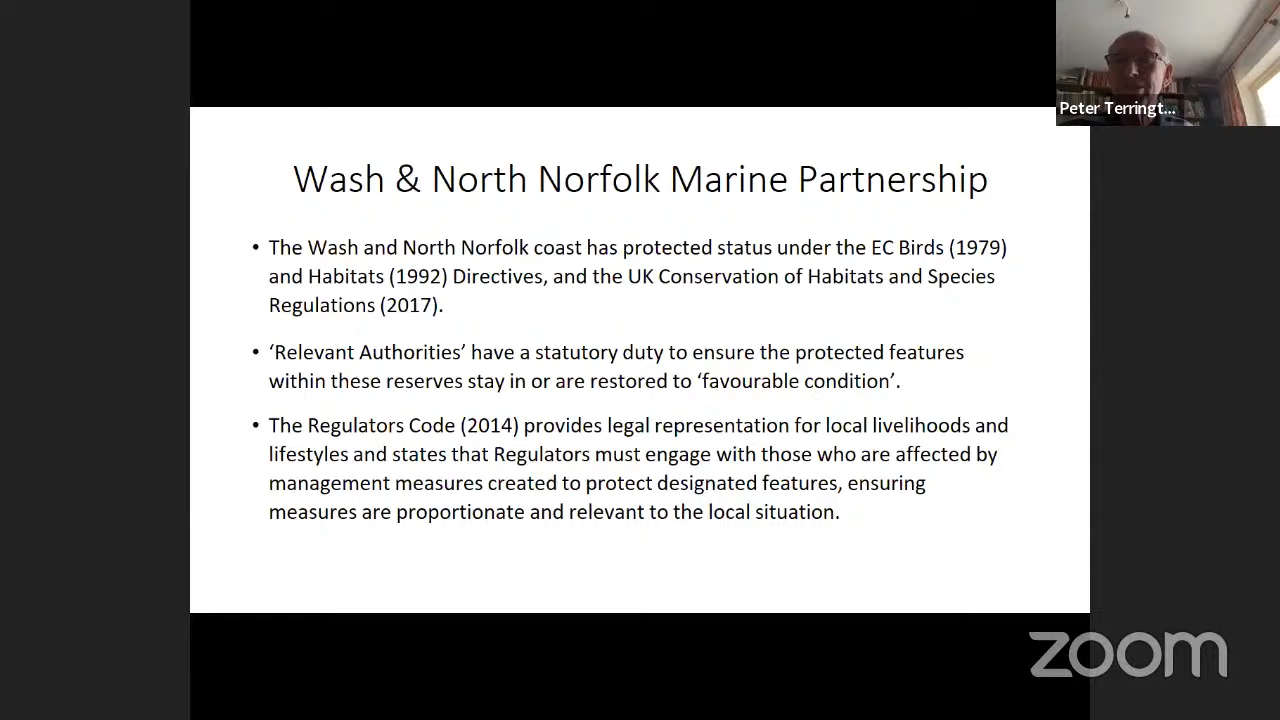 Peter Terringt...
Wash & North Norfolk Marine Partnership
• The Wash and North Norfolk coast has protected status under the EC Birds (1979)
and Habitats (1992) Directives, and the UK Conservation of Habitats and Species
Regulations (2017).
• ‘Relevant Authorities’ have a statutory duty to ensure the protected features
within these reserves stay in or are restored to ‘favourable condition’.
• The Regulators Code (2014) provides legal representation for local livelihoods and
lifestyles and states that Regulators must engage with those who are affected by
management measures created to protect designated features, ensuring
measures are proportionate and relevant to the local situation.
zoom